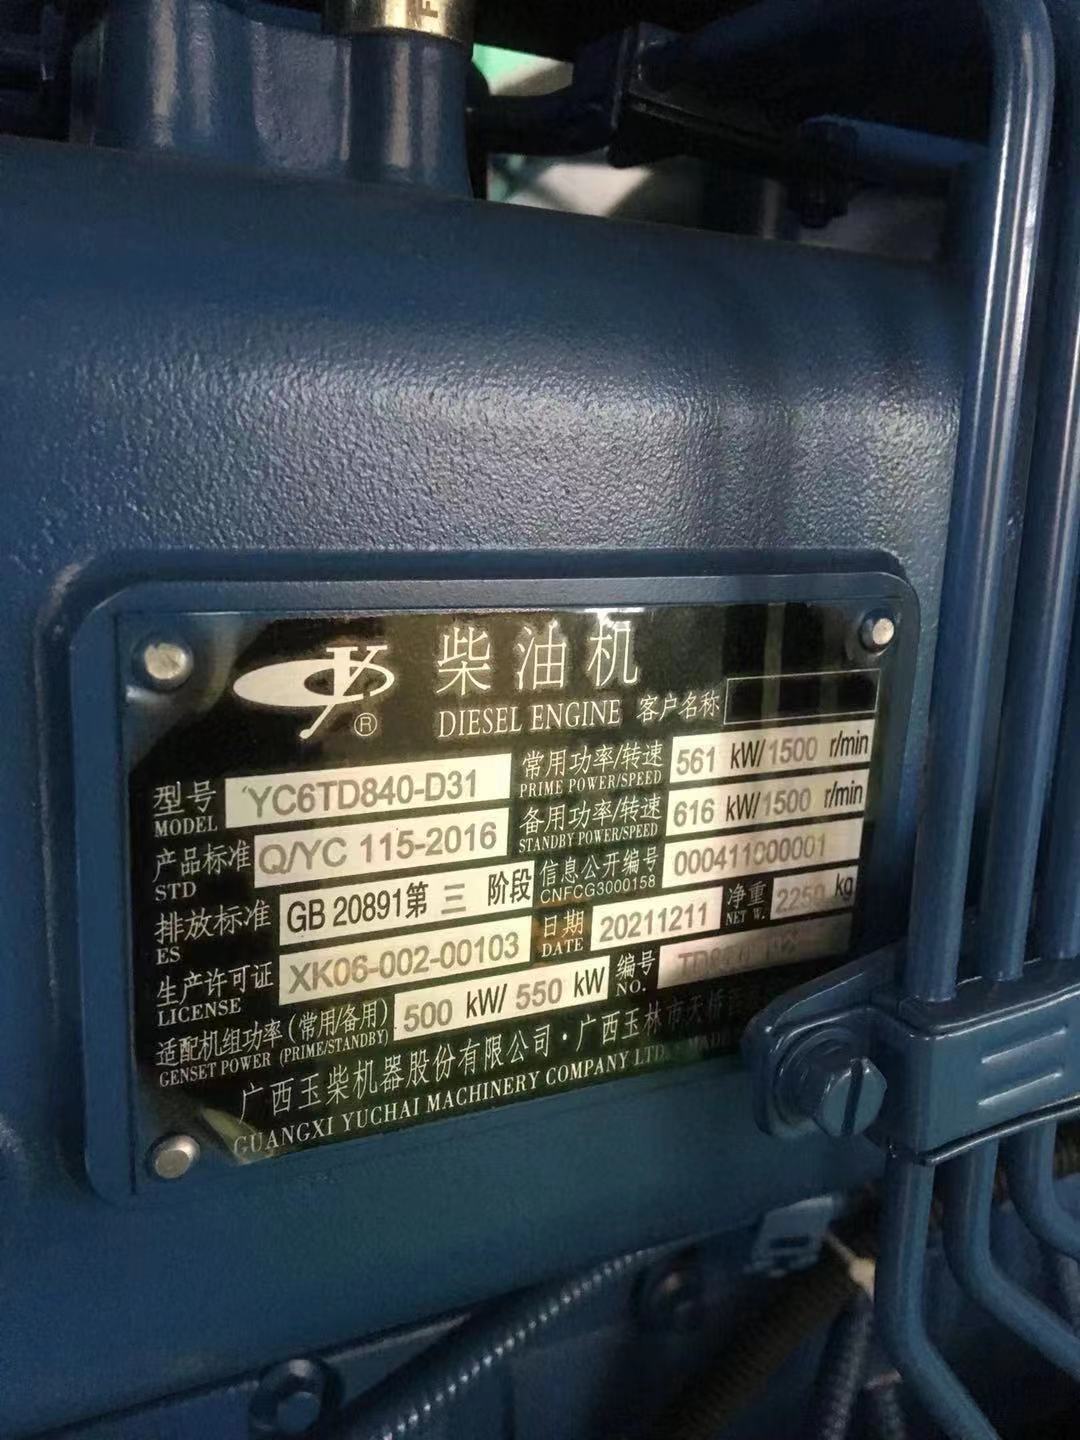 柴油机
DIESEL ENGINE
客户名称
型号 YC6TD840-D31
MODEL
常用功率/转速 561 kW/1500 r/min
PRIME POWER/SPEED
产品标准 Q/YC 115-2016
STD
备用功率/转速 616 kW/1500 r/min
STANDBY POWER/SPEED
排放标准 GB 20891第 三 阶段
ES
信息公开编号
CNFCG3000158
生产许可证 XK06-002-00103
LICENSE
日期 20211211
DATE
净重 2250 kg
NET W.
适配机组功率(常用/备用) 500 kW/ 550 kW
GENSET POWER (PRIME/STANDBY)
编号
NO.
广西玉柴机器股份有限公司·广西玉林市天桥
GUANGXI YUCHAI MACHINERY COMPANY LTD.